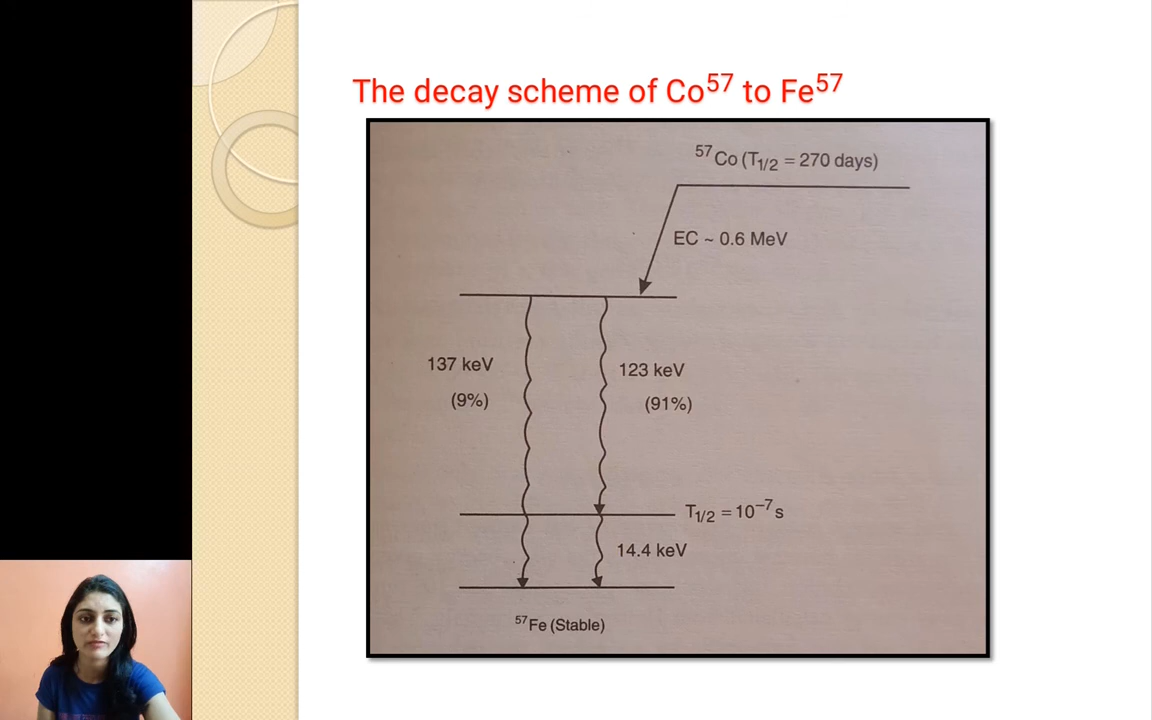 The decay scheme of Co⁵⁷ to Fe⁵⁷
⁵⁷Co (T₁/₂ = 270 days)
EC ~ 0.6 MeV
137 keV
(9%)
123 keV
(91%)
T₁/₂ = 10⁻⁷ s
14.4 keV
⁵⁷Fe (Stable)